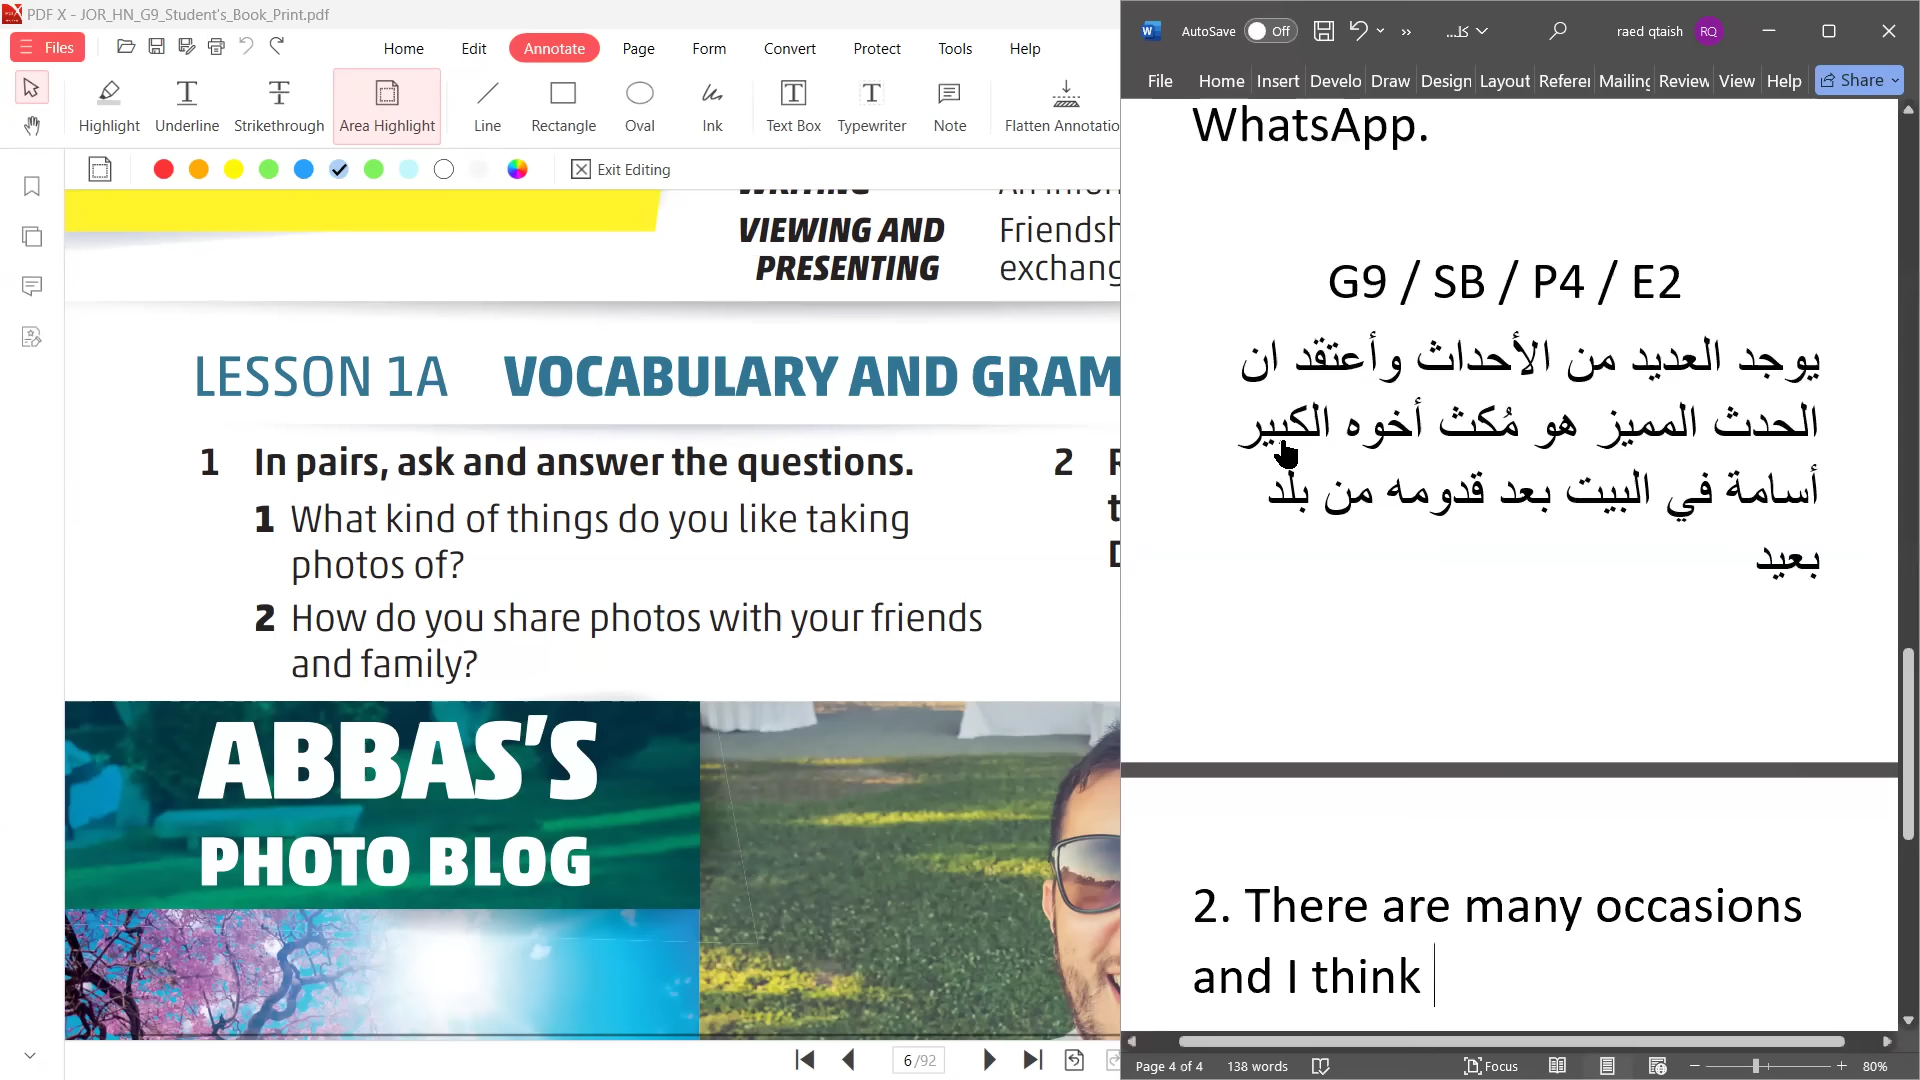 PDF X - JOR_HN_G9_Student's_Book_Print.pdf
Files
Home Edit Annotate Page Form Convert Protect Tools Help
Highlight Underline Strikethrough Area Highlight Line Rectangle Oval Ink Text Box Typewriter Note Flatten Annotatio
Exit Editing
VIEWING AND Friendsh
PRESENTING exchang
LESSON 1A VOCABULARY AND GRAM
1 In pairs, ask and answer the questions.
1 What kind of things do you like taking
photos of?
2 How do you share photos with your friends
and family?
2
ABBAS'S
PHOTO BLOG
6 /92
AutoSave Off
raed qtaish RQ
File Home Insert Develo Draw Design Layout Referen Mailing Review View Help Share
WhatsApp.
G9 / SB / P4 / E2
يوجد العديد من الأحداث وأعتقد ان
الحدث المميز هو مُكث أخوه الكبير
أسامة في البيت بعد قدومه من بلد
بعيد
2. There are many occasions
and I think
Page 4 of 4 138 words Focus 80%